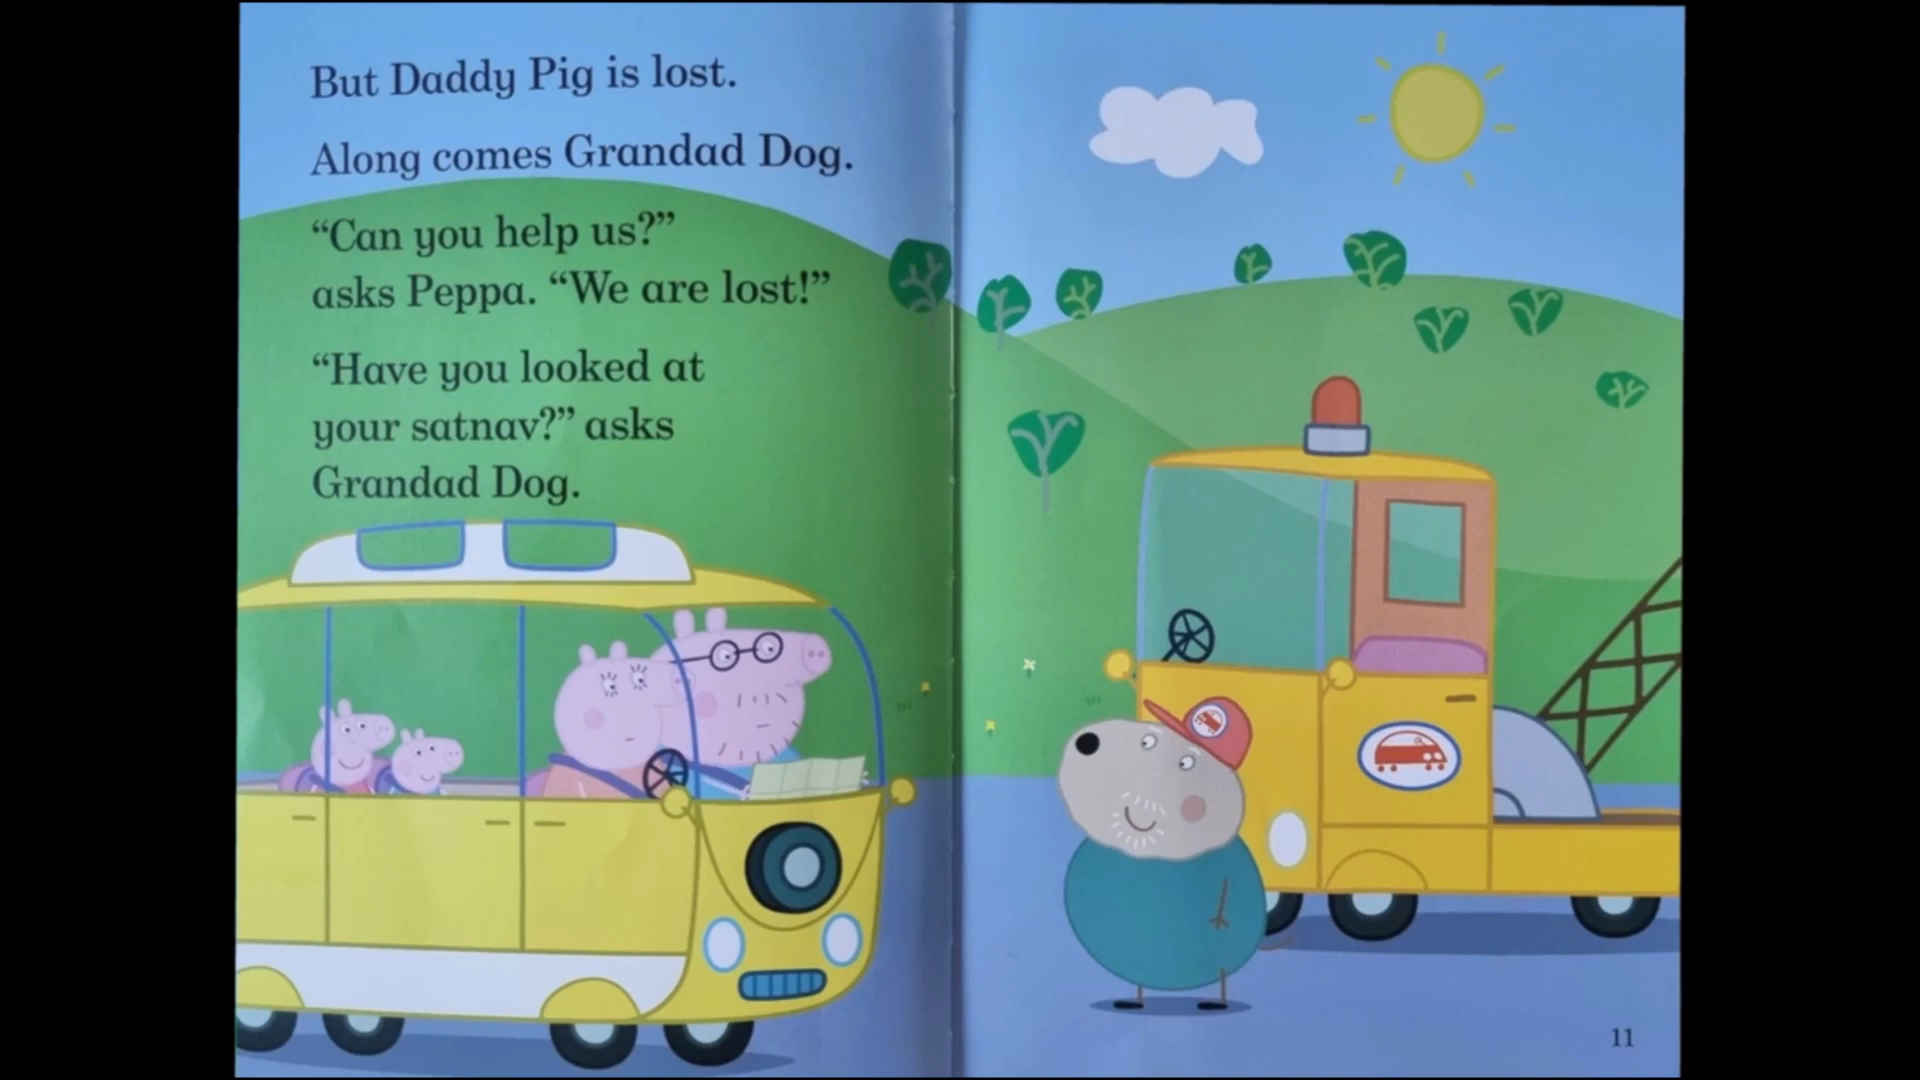 But Daddy Pig is lost.
Along comes Grandad Dog.
“Can you help us?”
asks Peppa. “We are lost!”
“Have you looked at
your satnav?” asks
Grandad Dog.
11